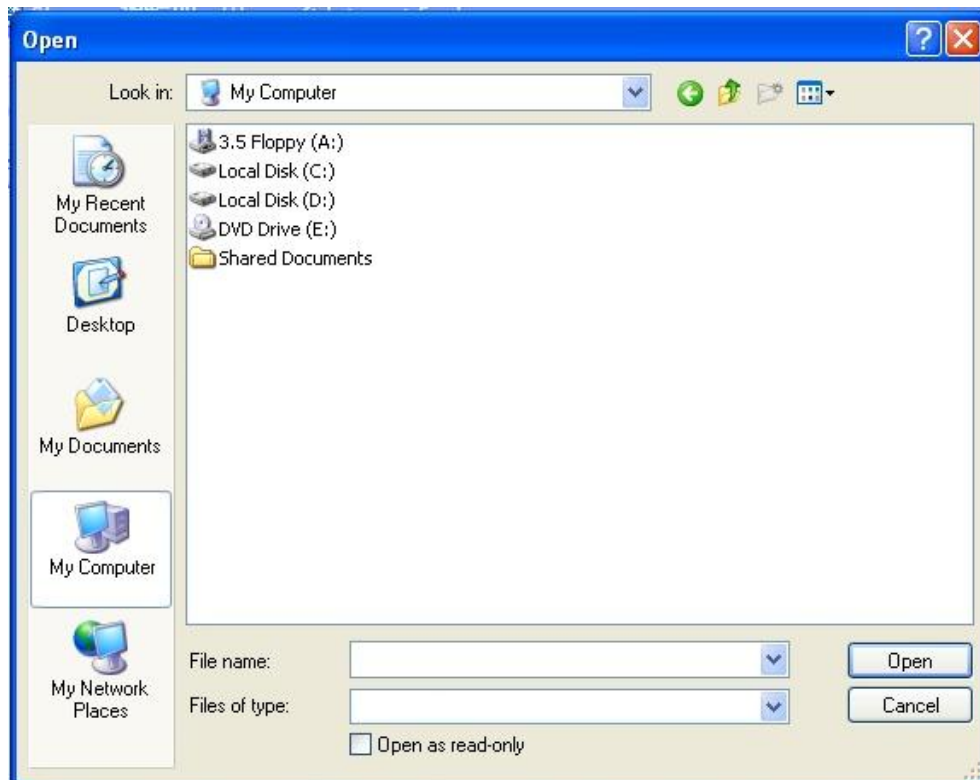 Open
Look in: My Computer
3.5 Floppy (A:)
Local Disk (C:)
Local Disk (D:)
DVD Drive (E:)
Shared Documents
My Recent
Documents
Desktop
My Documents
My Computer
My Network
Places
File name:
Open
Files of type:
Cancel
Open as read-only